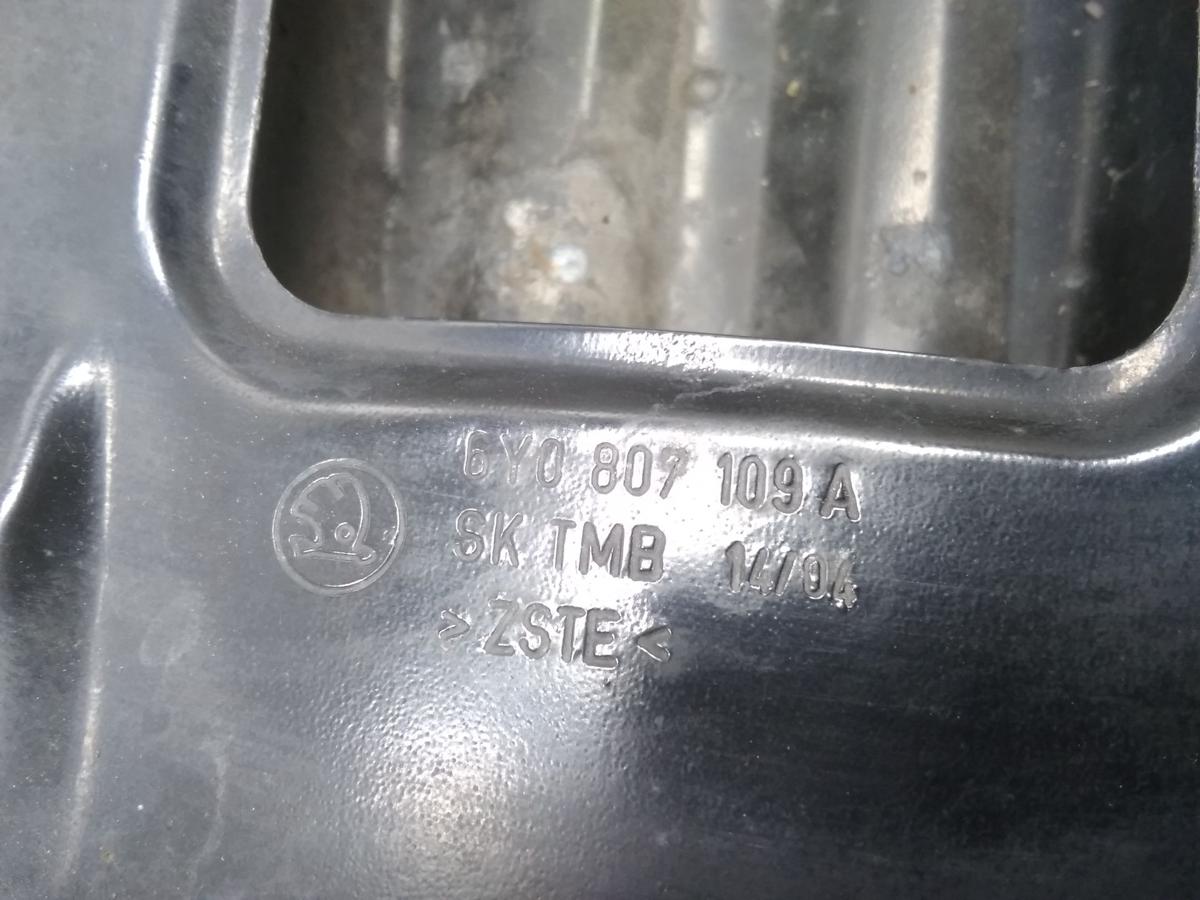 6Y0 807 109 A
SK TMB 14/04
>ZSTE<